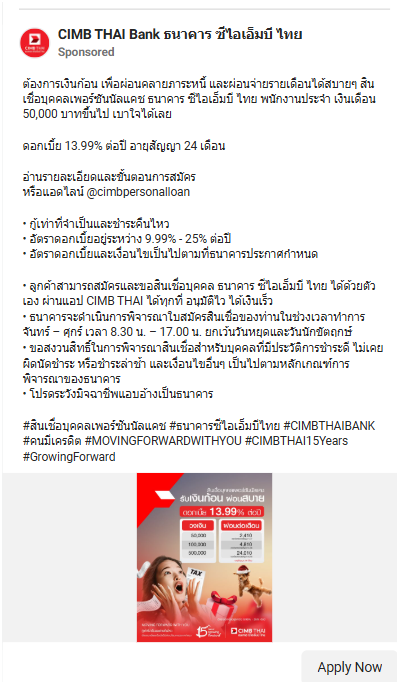 CIMB THAI Bank ธนาคาร ซีไอเอ็มบี ไทย
Sponsored
ต้องการเงินก้อน เพื่อผ่อนคลายภาระหนี้ และผ่อนจ่ายรายเดือนได้สบายๆ สิน
เชื่อบุคคลเพอร์ซันนัลแคช ธนาคาร ซีไอเอ็มบี ไทย พนักงานประจำ เงินเดือน
50,000 บาทขึ้นไป เบาใจได้เลย
ดอกเบี้ย 13.99% ต่อปี อายุสัญญา 24 เดือน
อ่านรายละเอียดและขั้นตอนการสมัคร
หรือแอดไลน์ @cimbpersonalloan
• กู้เท่าที่จำเป็นและชำระคืนไหว
• อัตราดอกเบี้ยอยู่ระหว่าง 9.99% - 25% ต่อปี
• อัตราดอกเบี้ยและเงื่อนไขเป็นไปตามที่ธนาคารประกาศกำหนด
• ลูกค้าสามารถสมัครและขอสินเชื่อบุคคล ธนาคาร ซีไอเอ็มบี ไทย ได้ด้วยตัว
เอง ผ่านแอป CIMB THAI ได้ทุกที่ อนุมัติไว ได้เงินเร็ว
• ธนาคารจะดำเนินการพิจารณาใบสมัครสินเชื่อของท่านในช่วงเวลาทำการ
จันทร์ – ศุกร์ เวลา 8.30 น. – 17.00 น. ยกเว้นวันหยุดและวันนักขัตฤกษ์
• ขอสงวนสิทธิ์ในการพิจารณาสินเชื่อสำหรับบุคคลที่มีประวัติการชำระดี ไม่เคย
ผิดนัดชำระ หรือชำระล่าช้า และเงื่อนไขอื่นๆ เป็นไปตามหลักเกณฑ์การ
พิจารณาของธนาคาร
• โปรดระวังมิจฉาชีพแอบอ้างเป็นธนาคาร
#สินเชื่อบุคคลเพอร์ซันนัลแคช #ธนาคารซีไอเอ็มบีไทย #CIMBTHAIBANK
#คนมีเครดิต #MOVINGFORWARDWITHYOU #CIMBTHAI15Years
#GrowingForward
สินเชื่อบุคคลเพอร์ซันนัลแคช
รับเงินก้อน ผ่อนสบาย
ดอกเบี้ย 13.99% ต่อปี
วงเงิน ผ่อนต่อเดือน
50,000 2,410
100,000 4,810
500,000 24,010
TAX
15
CIMB THAI
Apply Now